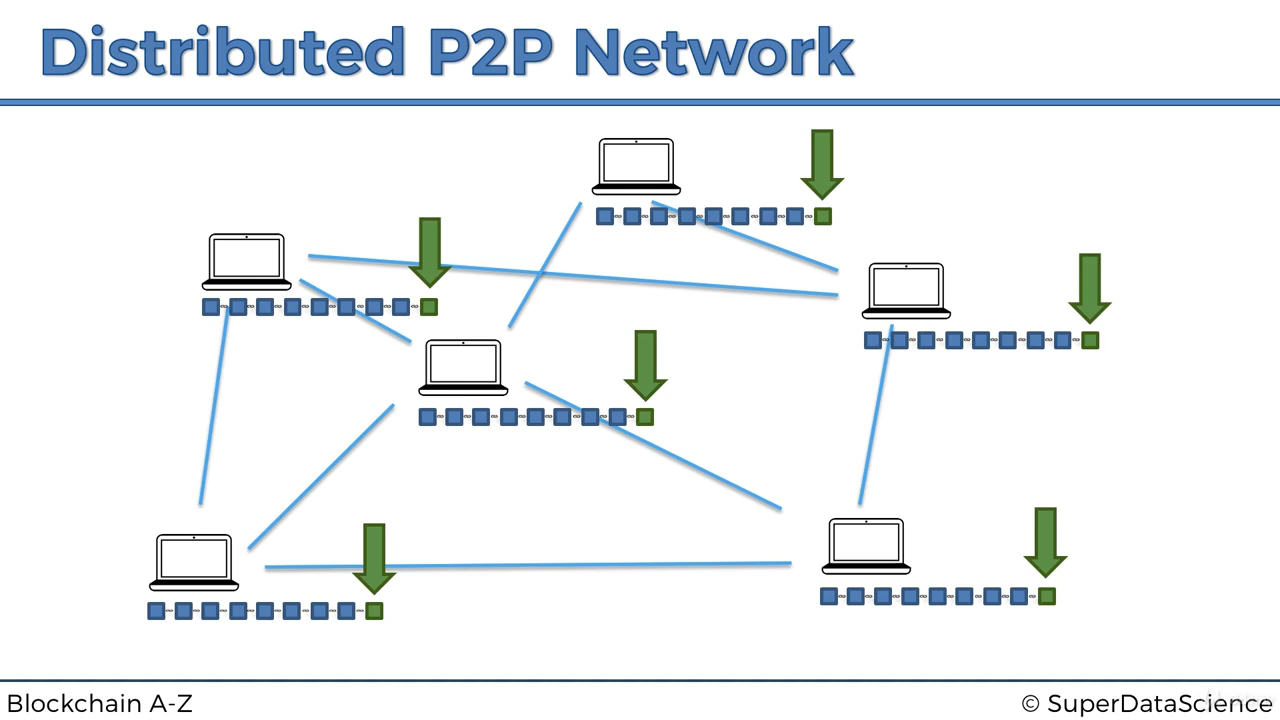 Distributed P2P Network
Blockchain A-Z
© SuperDataScience